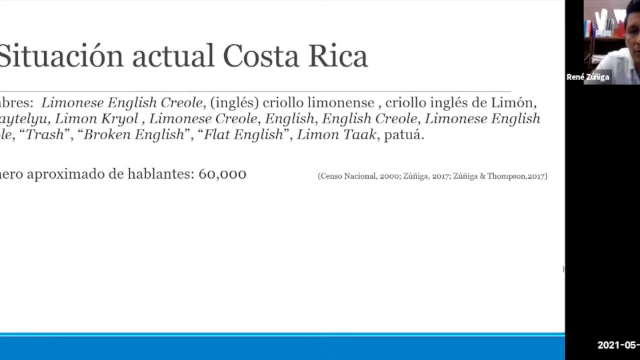 Situación actual Costa Rica
bres: Limonese English Creole, (inglés) criollo limonense , criollo inglés de Limón,
aytelyu, Limon Kryol , Limonese Creole, English, English Creole, Limonese English
le, “Trash”, “Broken English”, “Flat English”, Limon Taak, patuá.
ero aproximado de hablantes: 60,000
(Censo Nacional, 2000; Zúñiga, 2017; Zúñiga & Thompson,2017)
René Zúñiga
2021-05-